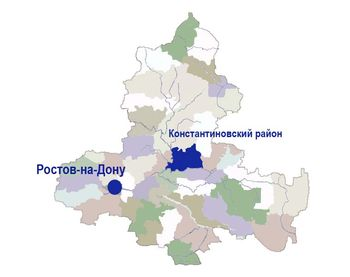 Константиновский район
Ростов-на-Дону